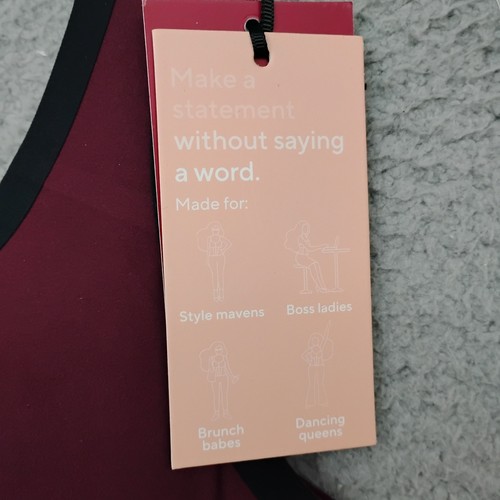 Make a
statement
without saying
a word.
Made for:
Style mavens
Boss ladies
Brunch
babes
Dancing
queens